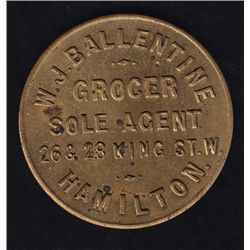 W.J. BALLENTINE
GROCER
SOLE AGENT
26 & 28 KING ST. W.
HAMILTON